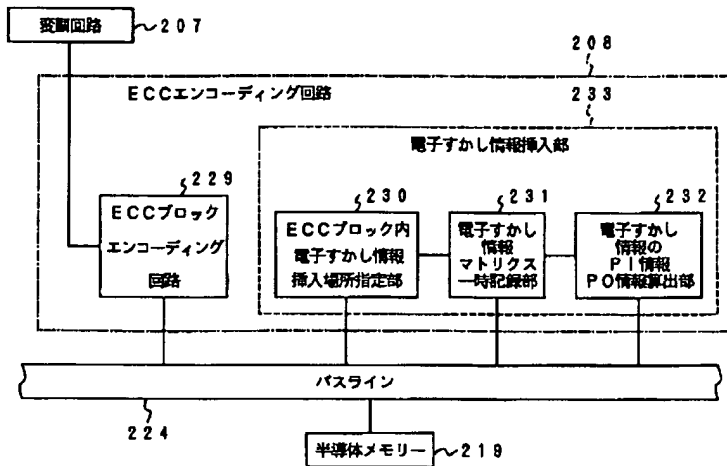 変調回路
207
208
ECCエンコーディング回路
233
電子すかし情報挿入部
229
ECCブロック
エンコーディング
回路
230
ECCブロック内
電子すかし情報
挿入場所指定部
231
電子すかし
情報
マトリクス
一時記録部
232
電子すかし
情報の
PI情報
PO情報算出部
バスライン
224
半導体メモリー
219